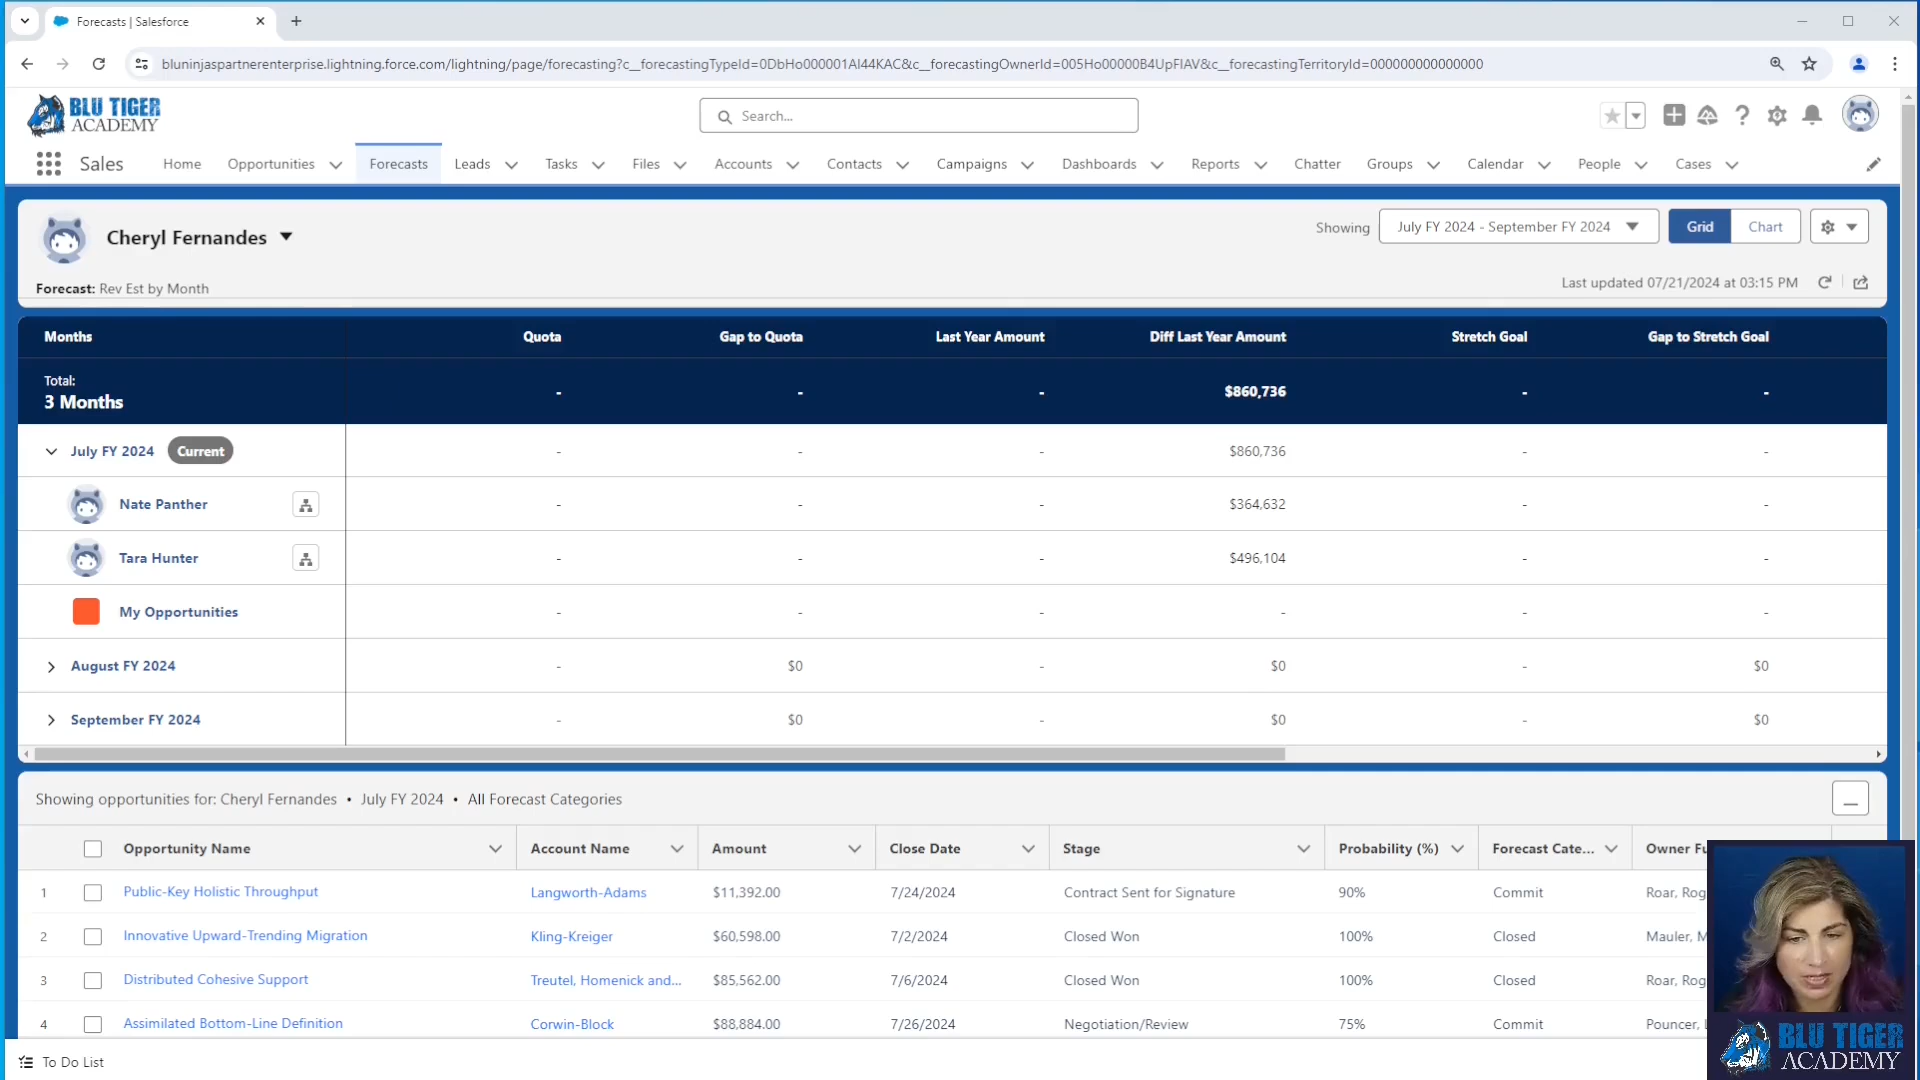 Forecasts | Salesforce
bluninjaspartnerenterprise.lightning.force.com/lightning/page/forecasting?c__forecastingTypeId=0DbHo000001Al44KAC&c__forecastingOwnerId=005Ho00000B4UpFIAV&c__forecastingTerritoryId=000000000000000
BLU TIGER
ACADEMY
Search...
Sales Home Opportunities Forecasts Leads Tasks Files Accounts Contacts Campaigns Dashboards Reports Chatter Groups Calendar People Cases
Cheryl Fernandes
Showing July FY 2024 - September FY 2024 Grid Chart
Forecast: Rev Est by Month
Last updated 07/21/2024 at 03:15 PM
Months Quota Gap to Quota Last Year Amount Diff Last Year Amount Stretch Goal Gap to Stretch Goal
Total:
3 Months - - - $860,736 - -
July FY 2024 Current - - - $860,736 - -
Nate Panther - - - $364,632 - -
Tara Hunter - - - $496,104 - -
My Opportunities - - - - - -
August FY 2024 - $0 - $0 - $0
September FY 2024 - $0 - $0 - $0
Showing opportunities for: Cheryl Fernandes • July FY 2024 • All Forecast Categories
Opportunity Name Account Name Amount Close Date Stage Probability (%) Forecast Cate... Owner Fu
1 Public-Key Holistic Throughput Langworth-Adams $11,392.00 7/24/2024 Contract Sent for Signature 90% Commit Roar, Rog
2 Innovative Upward-Trending Migration Kling-Kreiger $60,598.00 7/2/2024 Closed Won 100% Closed Mauler, M
3 Distributed Cohesive Support Treutel, Homenick and... $85,562.00 7/6/2024 Closed Won 100% Closed Roar, Rog
4 Assimilated Bottom-Line Definition Corwin-Block $88,884.00 7/26/2024 Negotiation/Review 75% Commit Pouncer, L
To Do List
BLU TIGER
ACADEMY